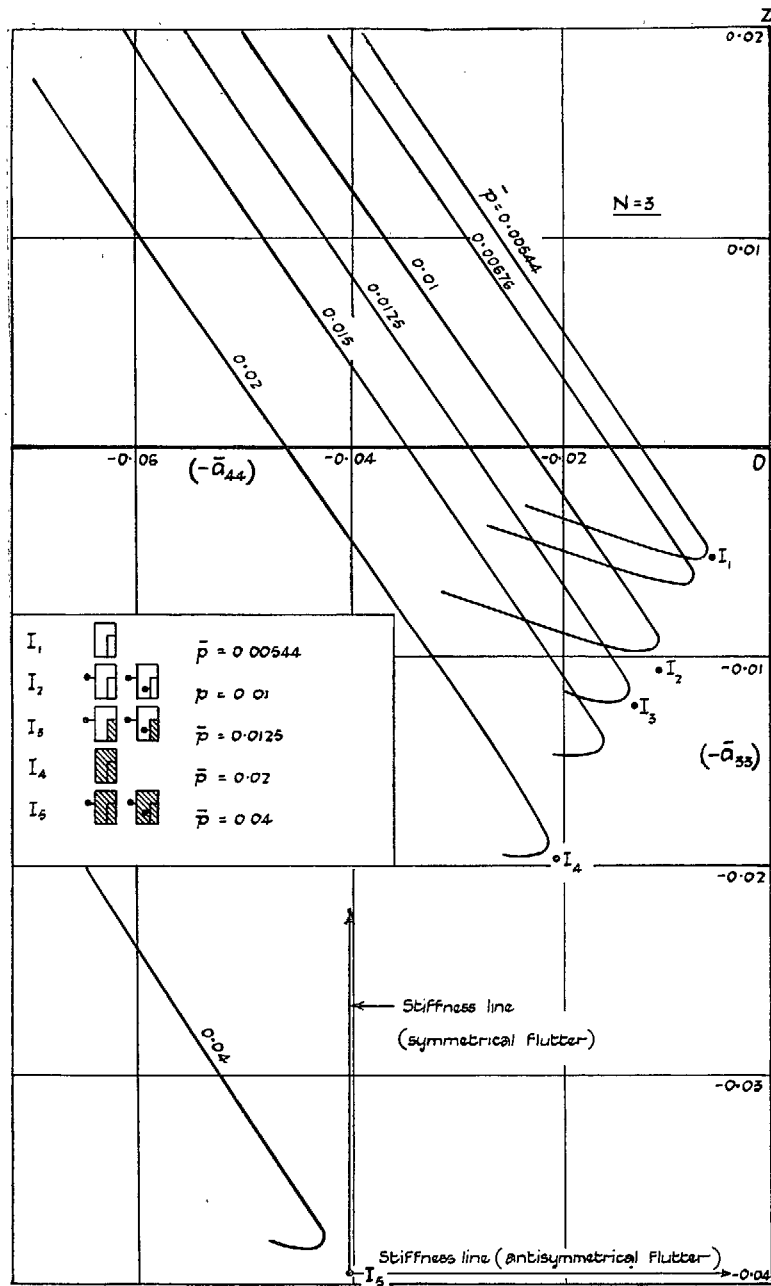 Z
0·02
N=3
p̄=0·00544
0·00676
0·01
0·0125
0·015
0·02
0·01
-0·06
(-ā₄₄)
-0·04
-0·02
0
I₁
I₂
I₃
I₄
-0·01
(-ā₃₃)
I₁ p̄ = 0 00544
I₂ p = 0 01
I₃ p̄ = 0·0125
I₄ p̄ = 0·02
I₅ p̄ = 0 04
-0·02
Stiffness line
(symmetrical flutter)
0·04
-0·03
Stiffness line (antisymmetrical flutter)
I₅
-0·04